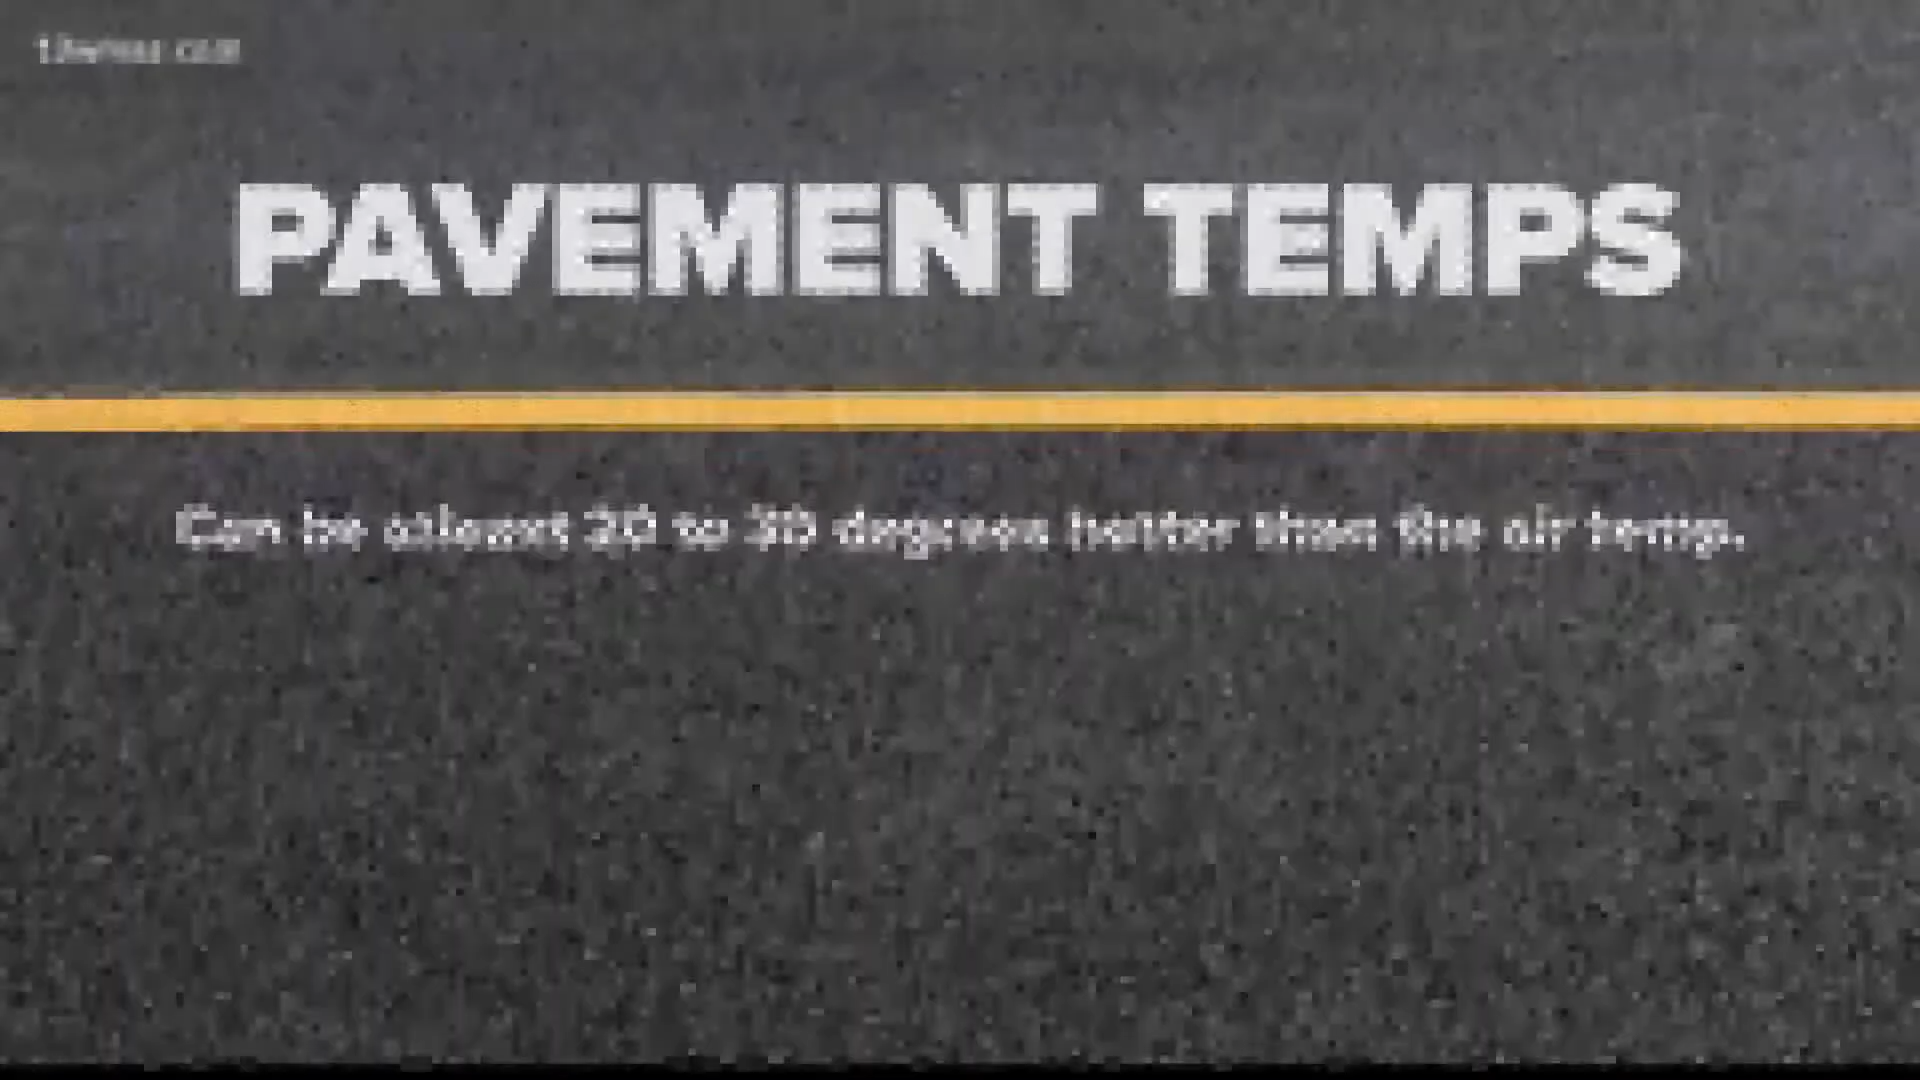 PAVEMENT TEMPS
Can be atleast 20 to 30 degrees hotter than the air temp.